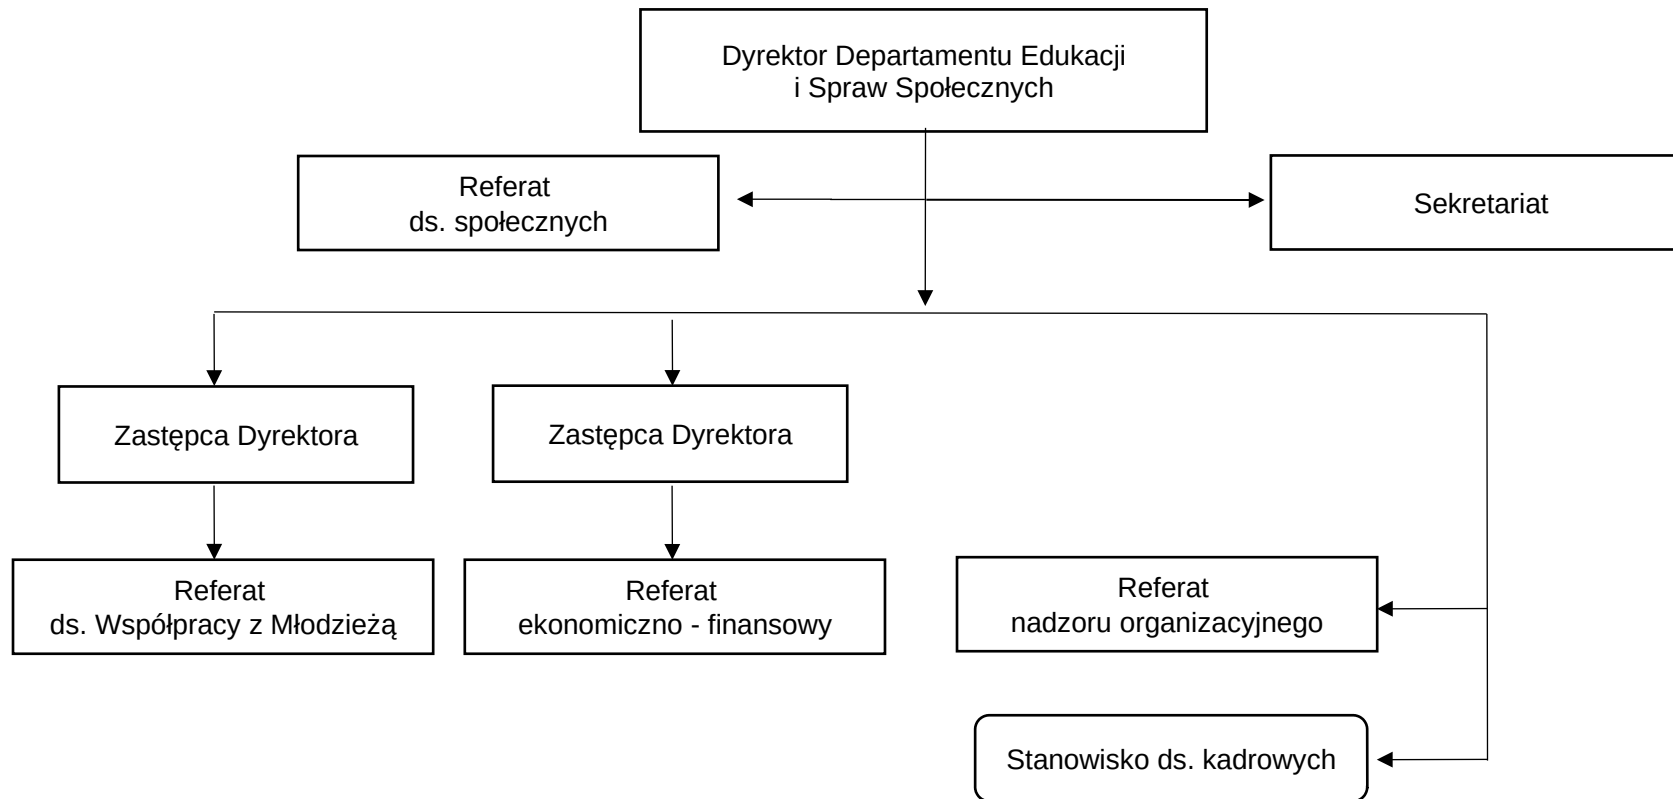 Dyrektor Departamentu Edukacji
i Spraw Społecznych
Referat
ds. społecznych
Sekretariat
Zastępca Dyrektora
Zastępca Dyrektora
Referat
ds. Współpracy z Młodzieżą
Referat
ekonomiczno - finansowy
Referat
nadzoru organizacyjnego
Stanowisko ds. kadrowych